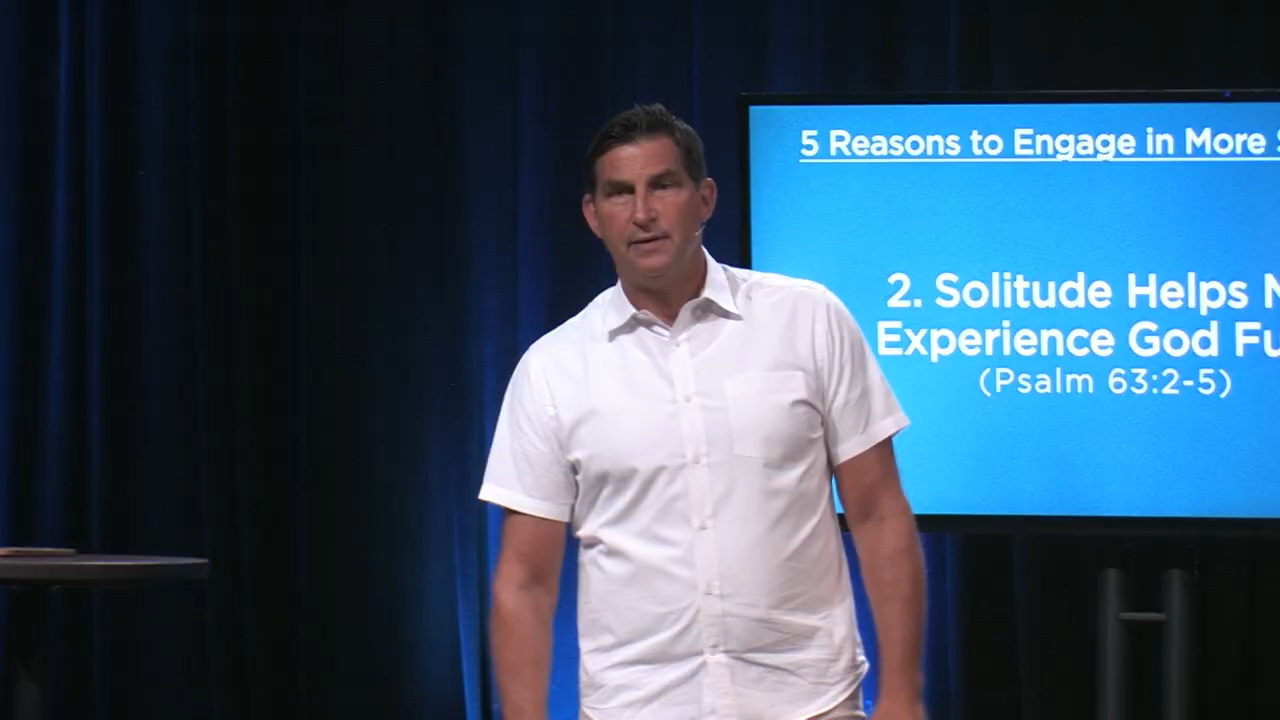 5 Reasons to Engage in More
2. Solitude Helps
Experience God
(Psalm 63:2-5)